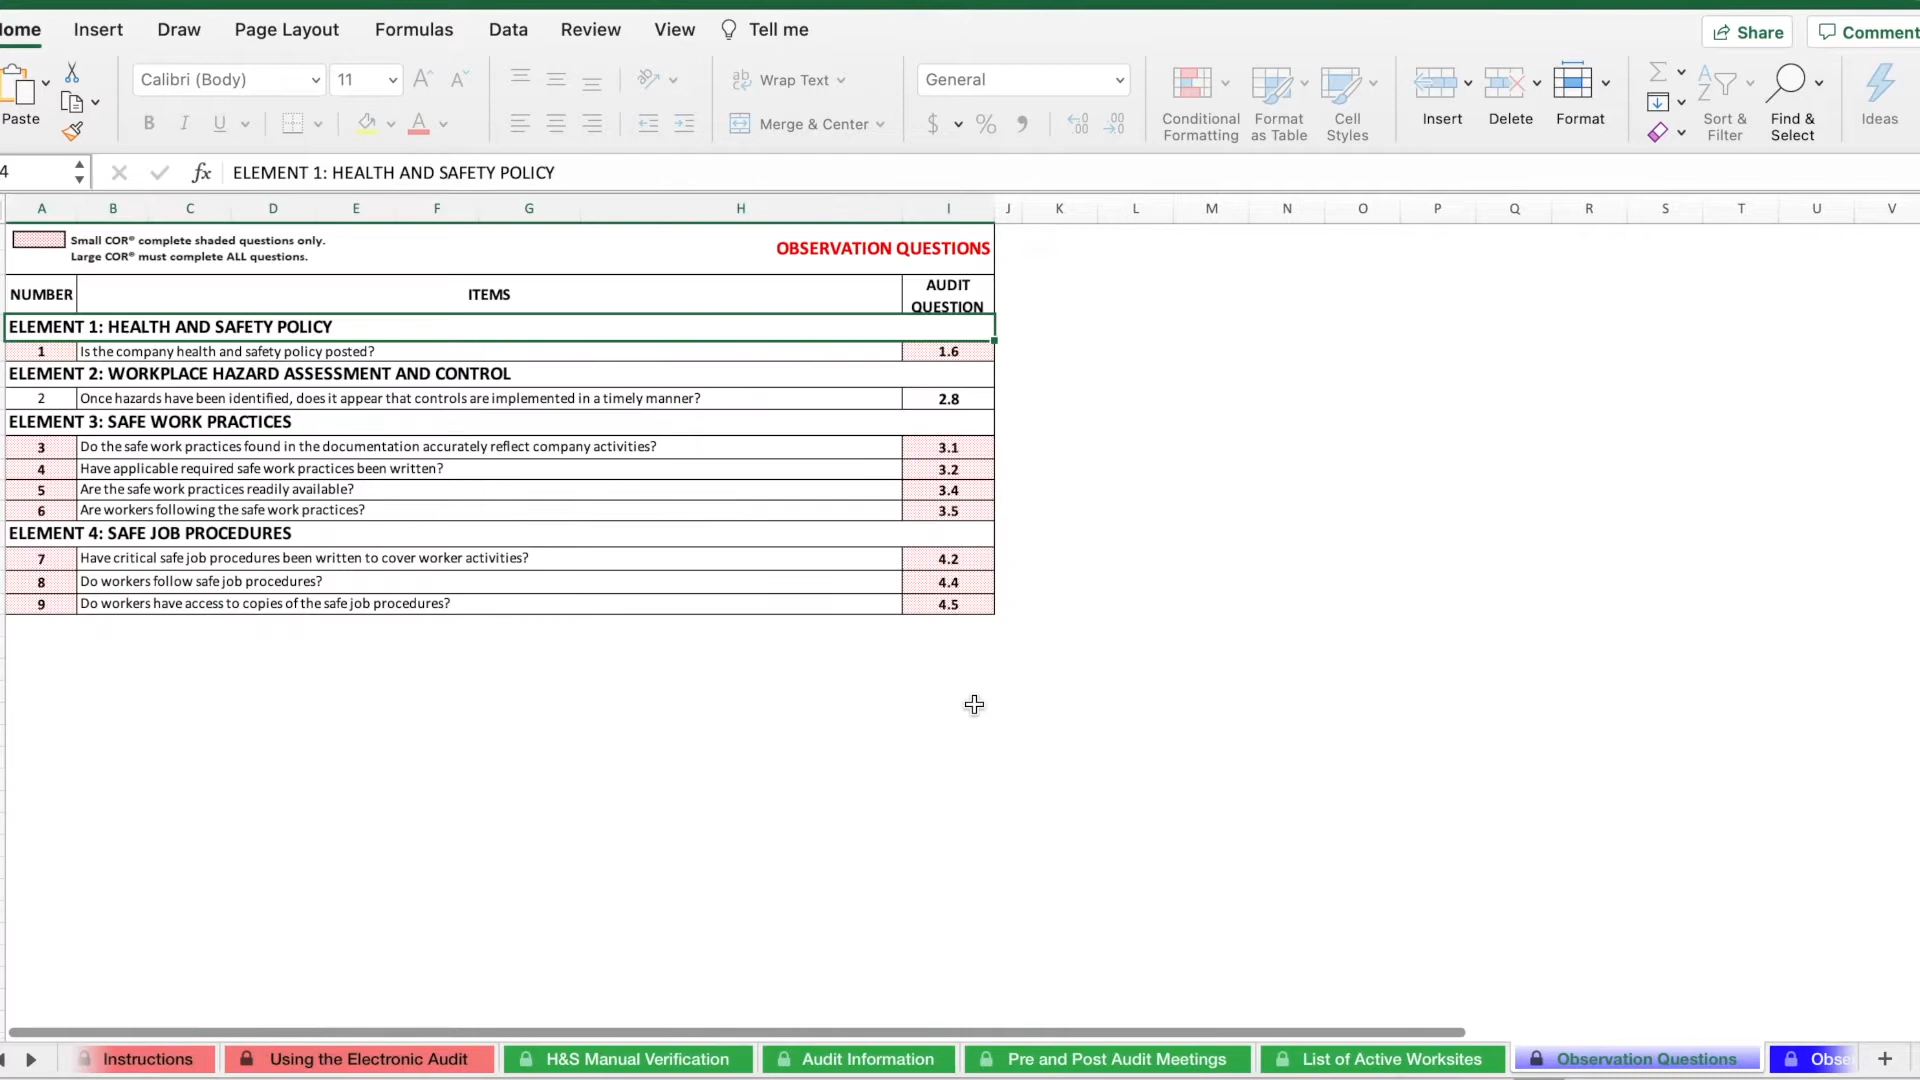 Insert Draw Page Layout Formulas Data Review View Tell me Share
Calibri (Body) 11 Wrap Text General
Paste B I U Merge & Center $ % Conditional Formatting Format as Table Cell Styles Insert Delete Format Sort & Filter Find & Select Ideas
4 fx ELEMENT 1: HEALTH AND SAFETY POLICY
A B C D E F G H I J K L M N O P Q R S T U V
Small COR® complete shaded questions only.
Large COR® must complete ALL questions.
OBSERVATION QUESTIONS
NUMBER ITEMS AUDIT QUESTION
ELEMENT 1: HEALTH AND SAFETY POLICY
1 Is the company health and safety policy posted? 1.6
ELEMENT 2: WORKPLACE HAZARD ASSESSMENT AND CONTROL
2 Once hazards have been identified, does it appear that controls are implemented in a timely manner? 2.8
ELEMENT 3: SAFE WORK PRACTICES
3 Do the safe work practices found in the documentation accurately reflect company activities? 3.1
4 Have applicable required safe work practices been written? 3.2
5 Are the safe work practices readily available? 3.4
6 Are workers following the safe work practices? 3.5
ELEMENT 4: SAFE JOB PROCEDURES
7 Have critical safe job procedures been written to cover worker activities? 4.2
8 Do workers follow safe job procedures? 4.4
9 Do workers have access to copies of the safe job procedures? 4.5
Instructions Using the Electronic Audit H&S Manual Verification Audit Information Pre and Post Audit Meetings List of Active Worksites Observation Questions